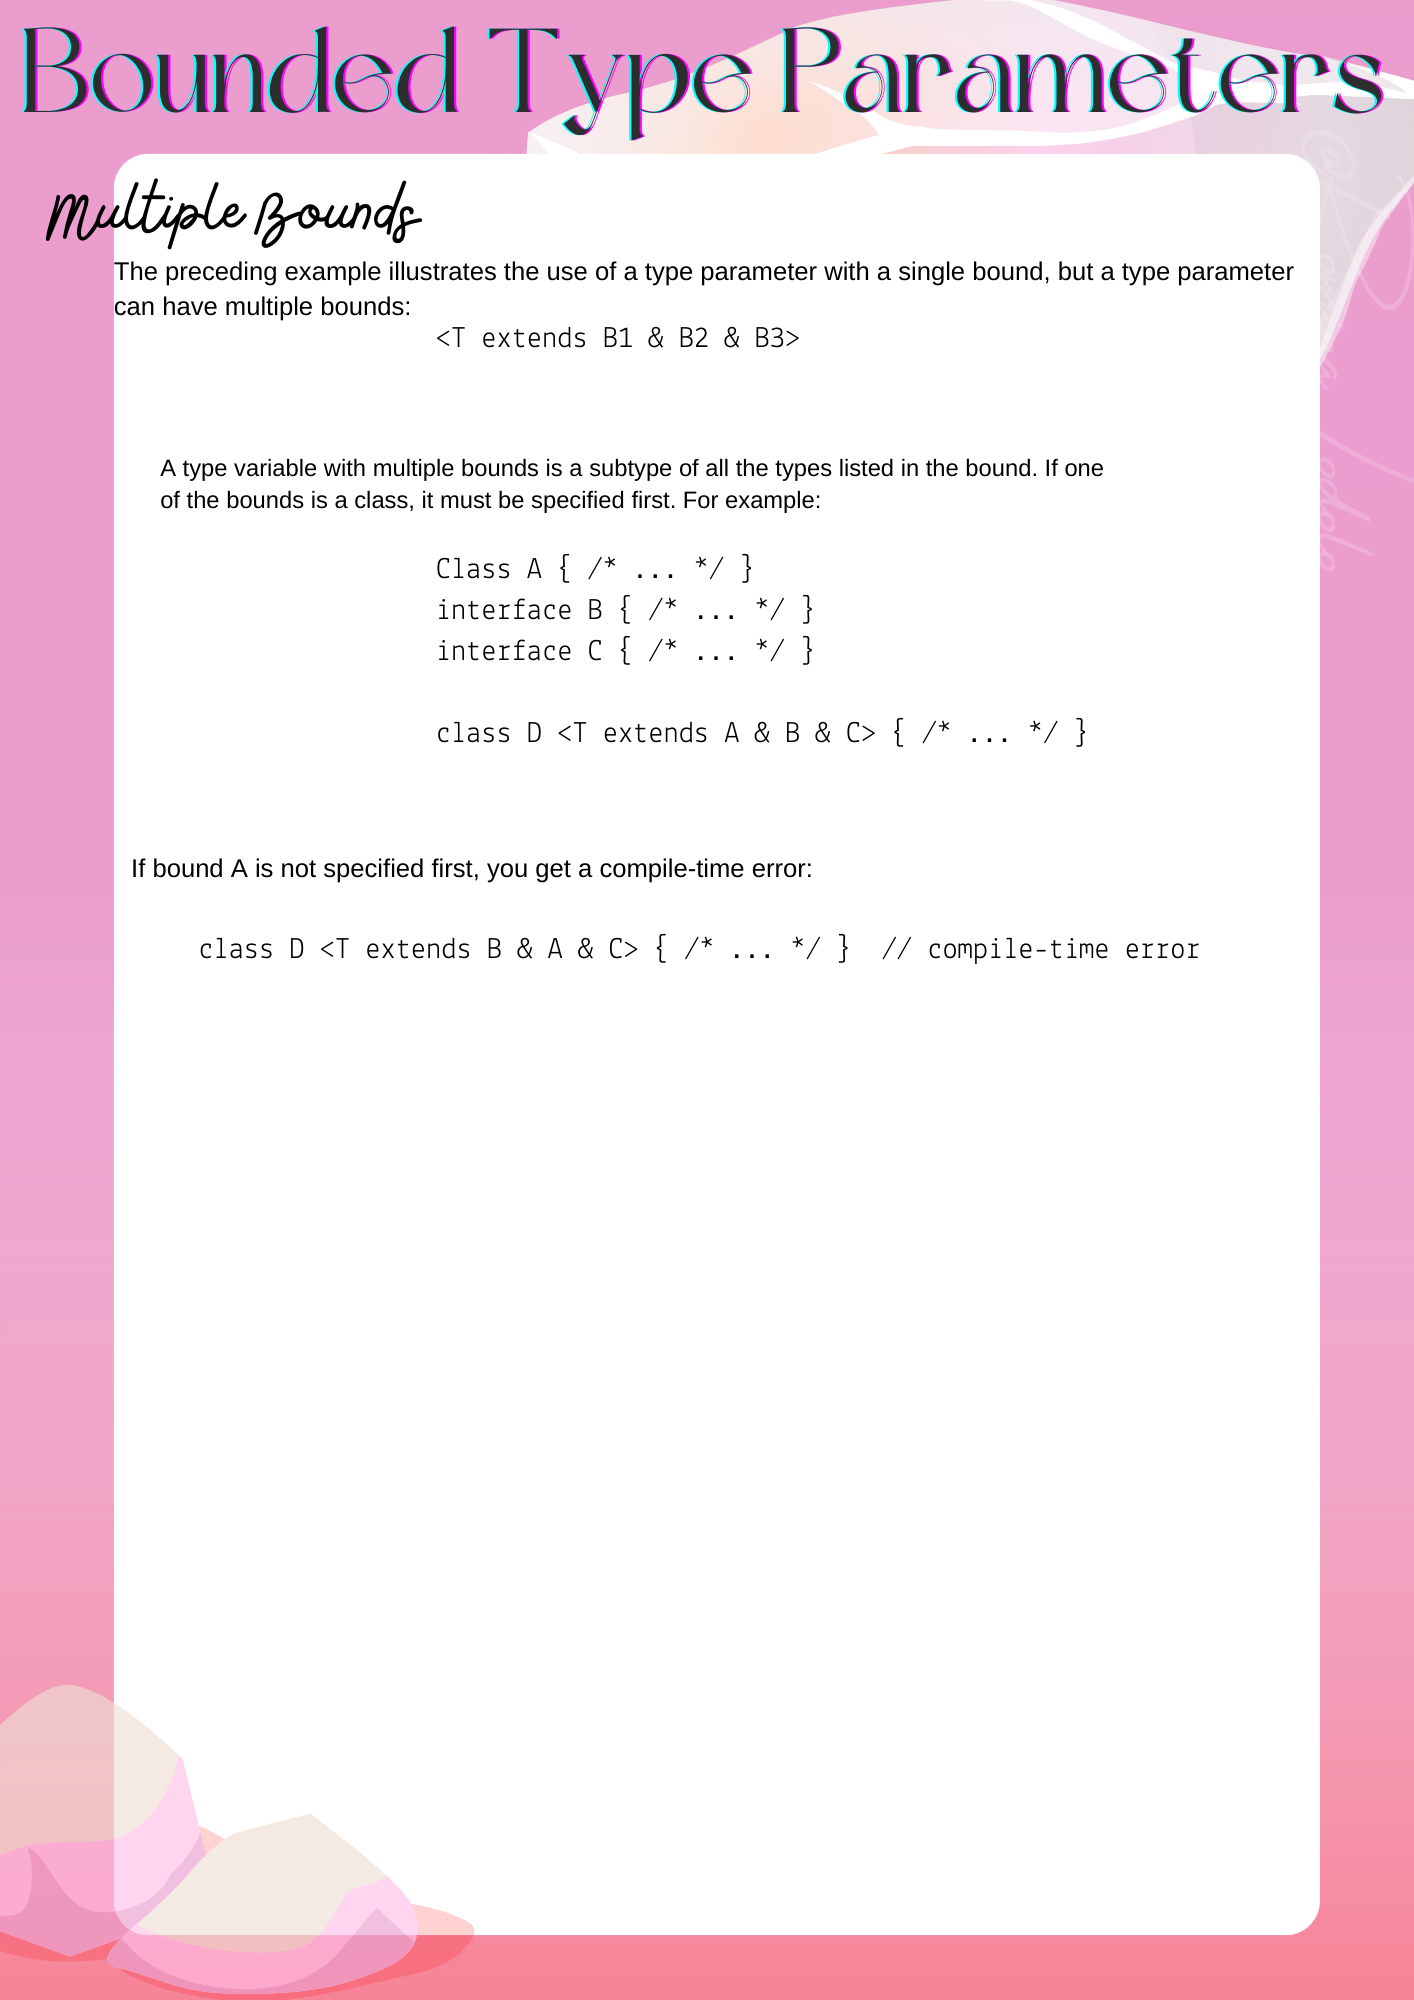 Bounded Type Parameters
Multiple Bounds
The preceding example illustrates the use of a type parameter with a single bound, but a type parameter
can have multiple bounds:
<T extends B1 & B2 & B3>
A type variable with multiple bounds is a subtype of all the types listed in the bound. If one
of the bounds is a class, it must be specified first. For example:
Class A { /* ... */ }
interface B { /* ... */ }
interface C { /* ... */ }
class D <T extends A & B & C> { /* ... */ }
If bound A is not specified first, you get a compile-time error:
class D <T extends B & A & C> { /* ... */ }  // compile-time error